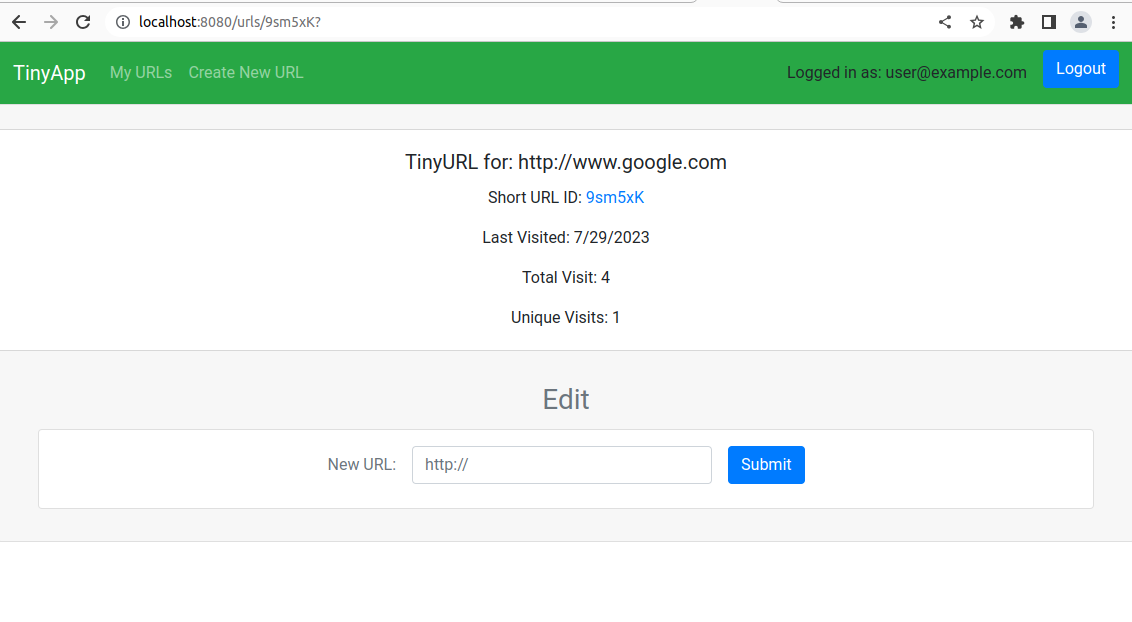 localhost:8080/urls/9sm5xK?
TinyApp My URLs Create New URL Logged in as: user@example.com Logout
TinyURL for: http://www.google.com
Short URL ID: 9sm5xK
Last Visited: 7/29/2023
Total Visit: 4
Unique Visits: 1
Edit
New URL: http:// Submit